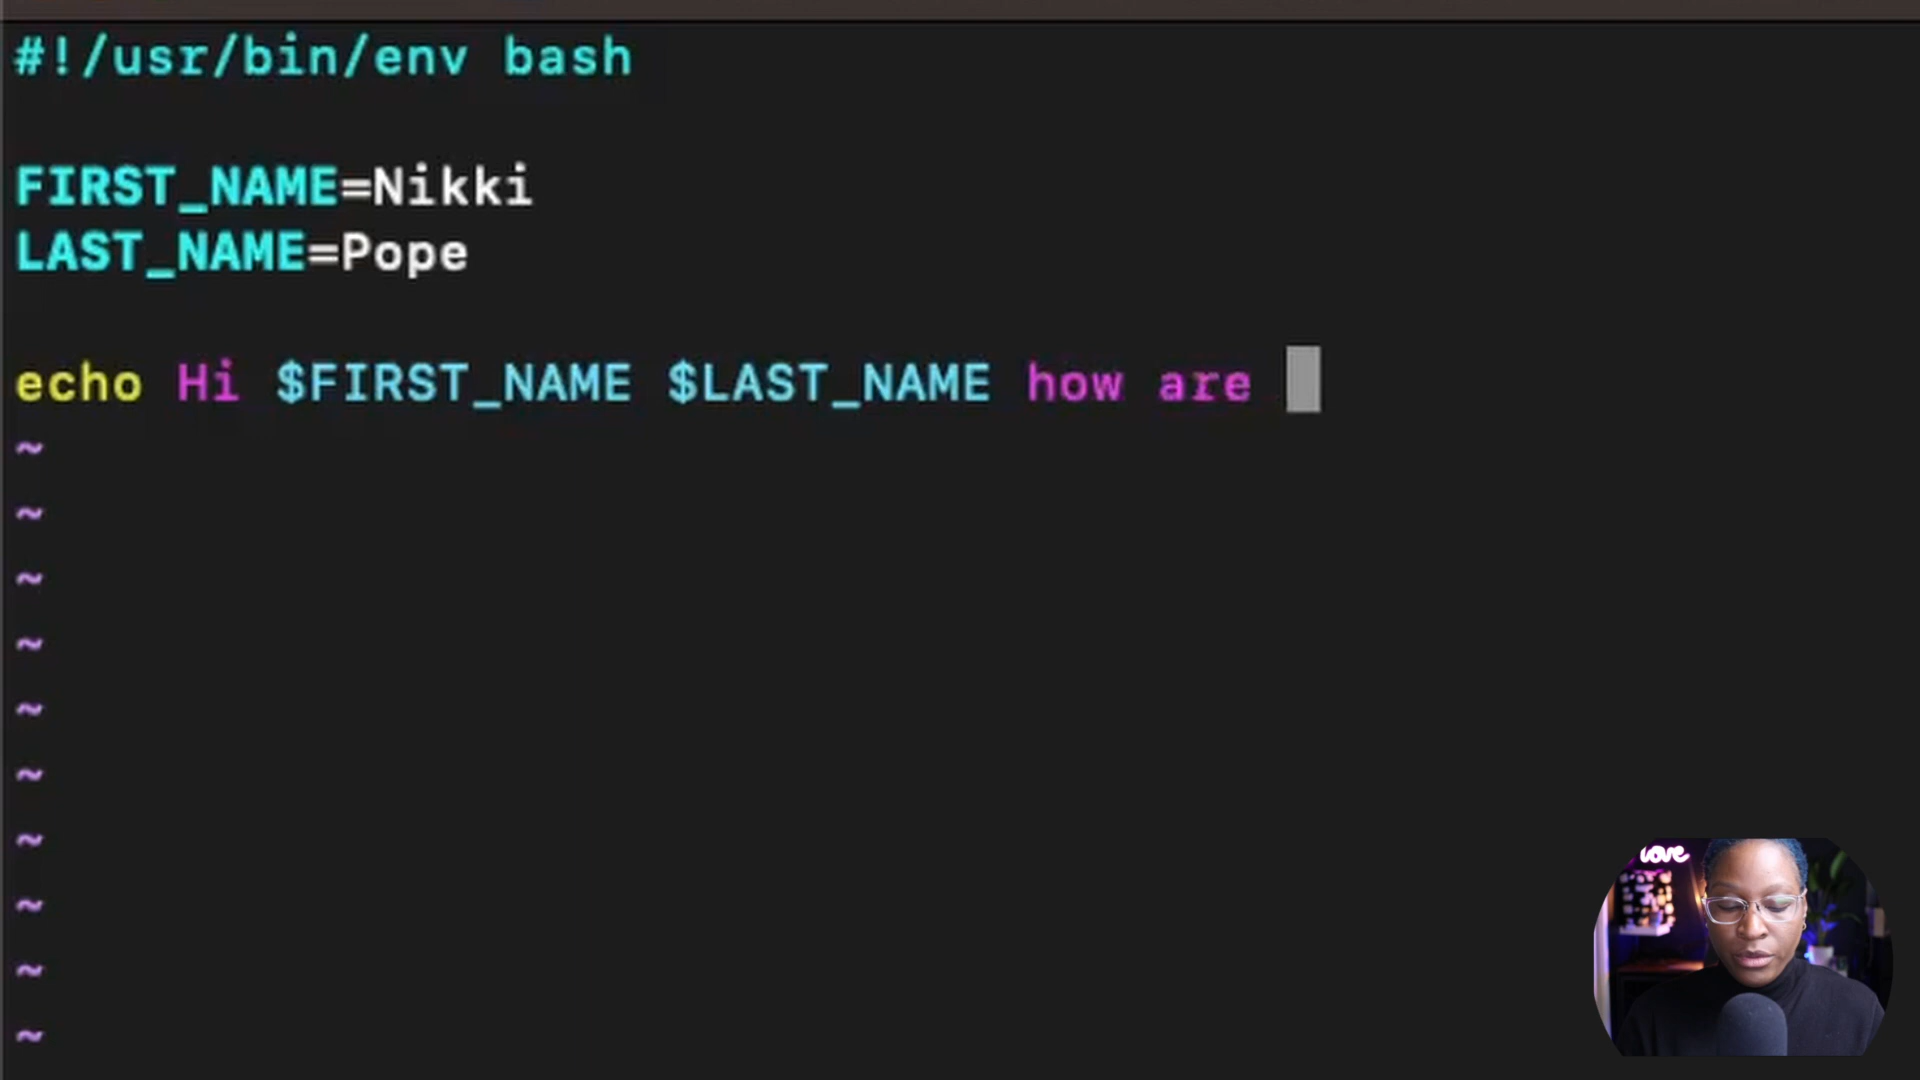 #!/usr/bin/env bash
FIRST_NAME=Nikki
LAST_NAME=Pope
echo Hi $FIRST_NAME $LAST_NAME how are
~
~
~
~
~
~
~
~
~
~
love